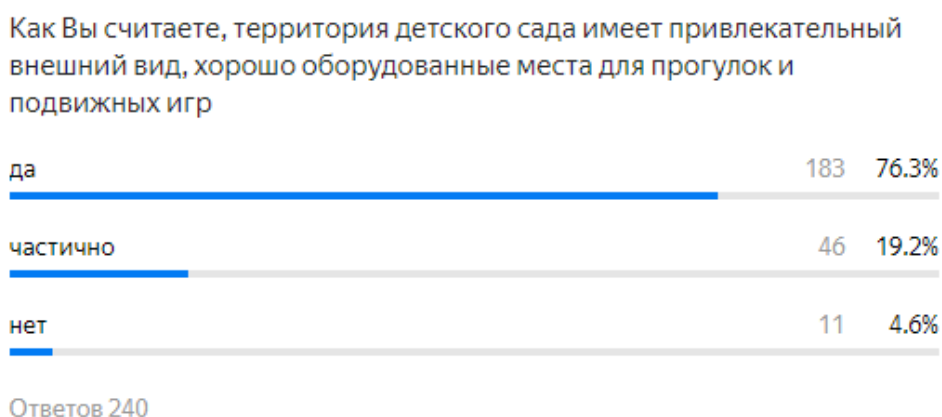 Как Вы считаете, территория детского сада имеет привлекательный
внешний вид, хорошо оборудованные места для прогулок и
подвижных игр
да 183 76.3%
частично 46 19.2%
нет 11 4.6%
Ответов 240